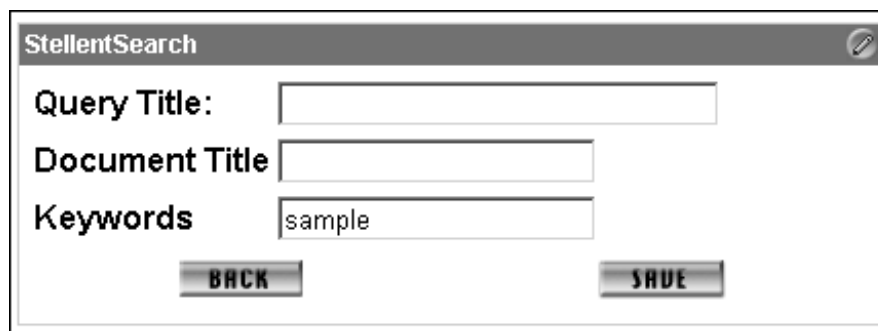 StellentSearch
Query Title:
Document Title
Keywords sample
BACK SAVE